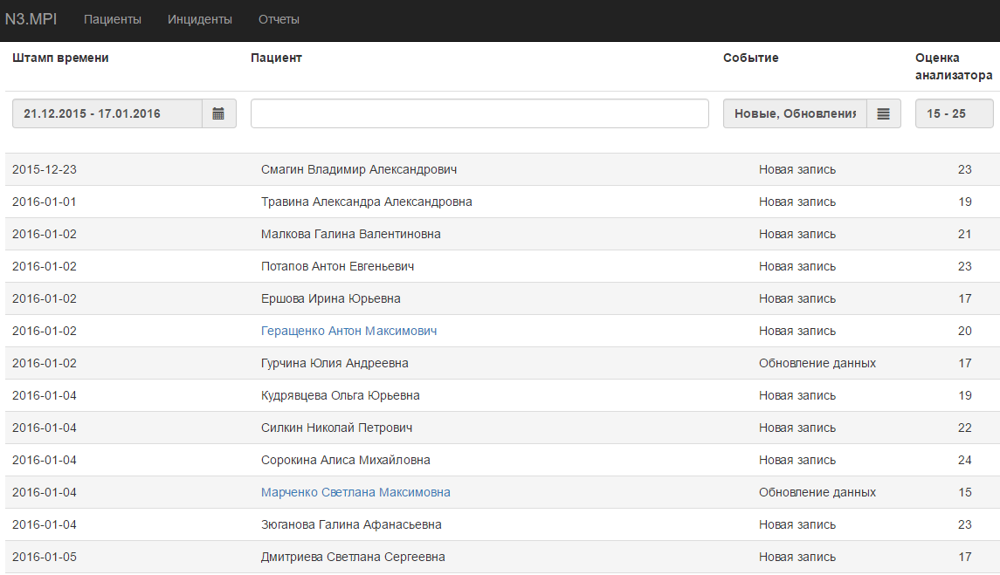 N3.MPI Пациенты Инциденты Отчеты
Штамп времени Пациент Событие Оценка анализатора
21.12.2015 - 17.01.2016 Новые, Обновления 15 - 25
2015-12-23 Смагин Владимир Александрович Новая запись 23
2016-01-01 Травина Александра Александровна Новая запись 19
2016-01-02 Малкова Галина Валентиновна Новая запись 21
2016-01-02 Потапов Антон Евгеньевич Новая запись 23
2016-01-02 Ершова Ирина Юрьевна Новая запись 17
2016-01-02 Геращенко Антон Максимович Новая запись 20
2016-01-02 Гурчина Юлия Андреевна Обновление данных 17
2016-01-04 Кудрявцева Ольга Юрьевна Новая запись 19
2016-01-04 Силкин Николай Петрович Новая запись 22
2016-01-04 Сорокина Алиса Михайловна Новая запись 24
2016-01-04 Марченко Светлана Максимовна Обновление данных 15
2016-01-04 Зюганова Галина Афанасьевна Новая запись 23
2016-01-05 Дмитриева Светлана Сергеевна Новая запись 17